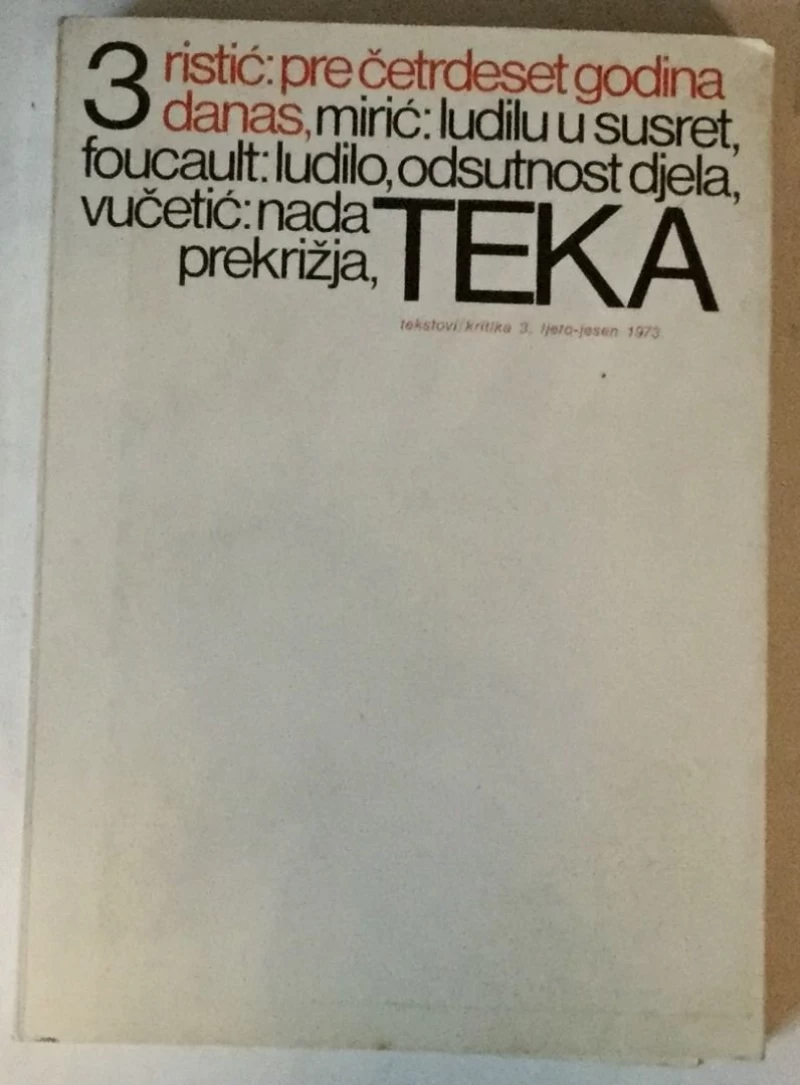 3 ristić: pre četrdeset godina
danas, mirić: ludilu u susret,
foucault: ludilo, odsutnost djela,
vučetić: nada
prekrižja, TEKA
tekstovi/kritika 3, ljeto-jesen 1973